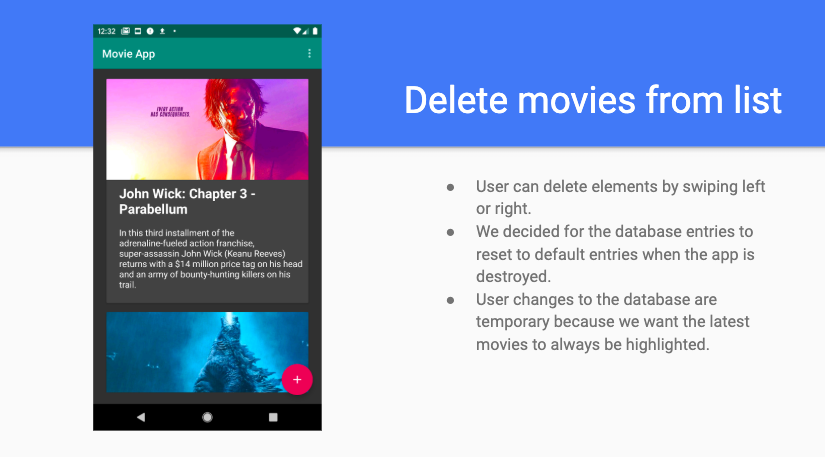 12:32
Movie App
EVERY ACTION
HAS CONSEQUENCES.
John Wick: Chapter 3 -
Parabellum
In this third installment of the
adrenaline-fueled action franchise,
super-assassin John Wick (Keanu Reeves)
returns with a $14 million price tag on his head
and an army of bounty-hunting killers on his
trail.
Delete movies from list
● User can delete elements by swiping left
or right.
● We decided for the database entries to
reset to default entries when the app is
destroyed.
● User changes to the database are
temporary because we want the latest
movies to always be highlighted.